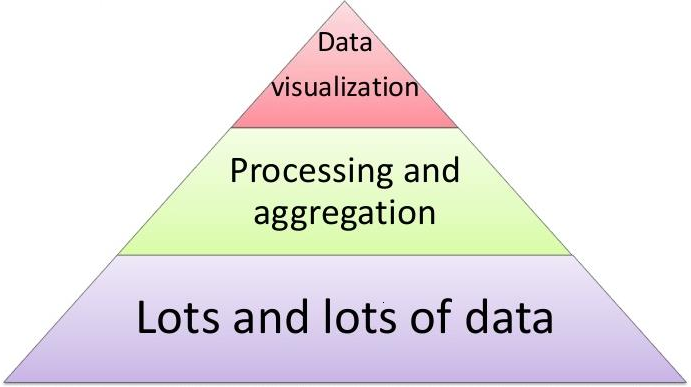 Data
visualization
Processing and
aggregation
Lots and lots of data